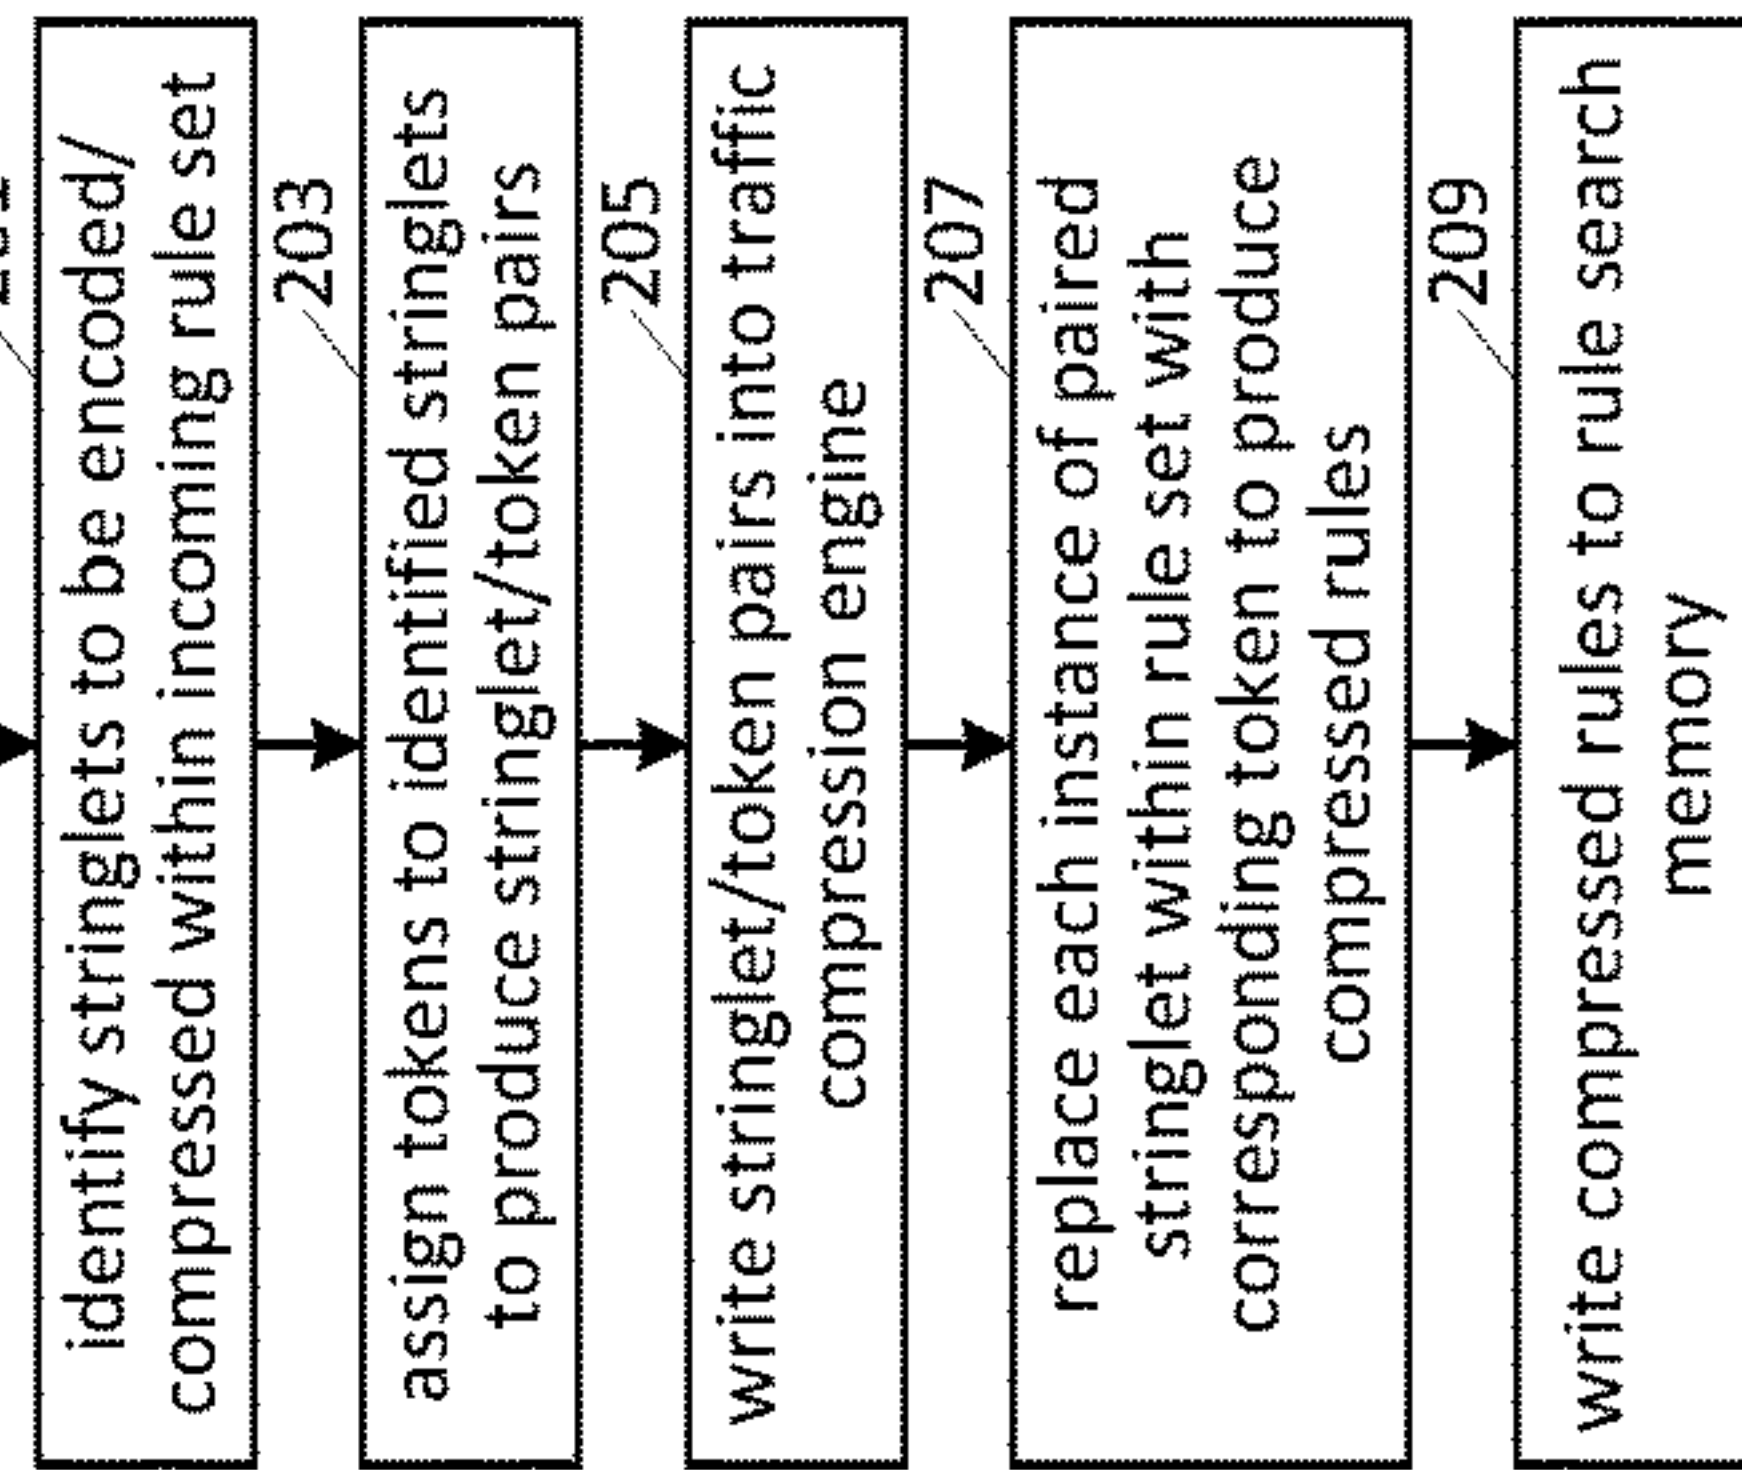 identify stringlets to be encoded/
compressed within incoming rule set
203
assign tokens to identified stringlets
to produce stringlet/token pairs
205
write stringlet/token pairs into traffic
compression engine
207
replace each instance of paired
stringlet within rule set with
corresponding token to produce
compressed rules
209
write compressed rules to rule search
memory